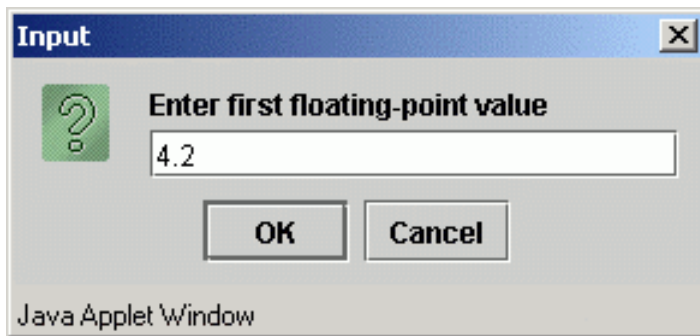 Input
Enter first floating-point value
4.2
OK Cancel
Java Applet Window